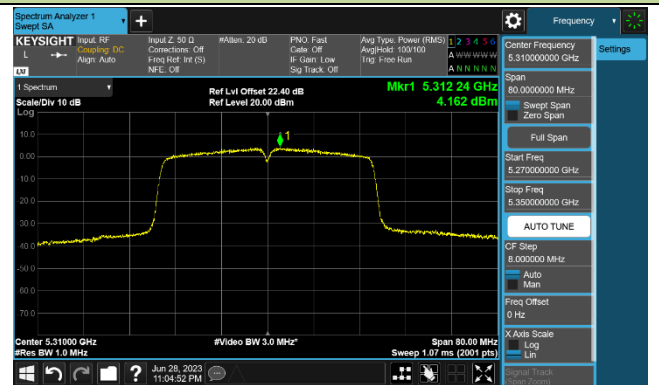 Spectrum Analyzer 1
Swept SA
Frequency
KEYSIGHT
Input: RF
Coupling: DC
Align: Auto
Input Z: 50 Ω
Corrections: Off
Freq Ref: Int (S)
NFE: Off
#Atten: 20 dB
PNO: Fast
Gate: Off
IF Gain: Low
Sig Track: Off
Avg Type: Power (RMS)
Avg|Hold: 100/100
Trig: Free Run
1 2 3 4 5 6
A W W W W W
A N N N N N
L
LXI
1 Spectrum
Scale/Div 10 dB
Ref Lvl Offset 22.40 dB
Ref Level 20.00 dBm
Mkr1 5.312 24 GHz
4.162 dBm
Log
1
10.0
0.00
-10.0
-20.0
-30.0
-40.0
-50.0
-60.0
-70.0
Center 5.31000 GHz
#Res BW 1.0 MHz
#Video BW 3.0 MHz*
Span 80.00 MHz
Sweep 1.07 ms (2001 pts)
Jun 28, 2023
11:04:52 PM
Center Frequency
5.310000000 GHz
Settings
Span
80.0000000 MHz
Swept Span
Zero Span
Full Span
Start Freq
5.270000000 GHz
Stop Freq
5.350000000 GHz
AUTO TUNE
CF Step
8.000000 MHz
Auto
Man
Freq Offset
0 Hz
X Axis Scale
Log
Lin
Signal Track
(Span Zoom)